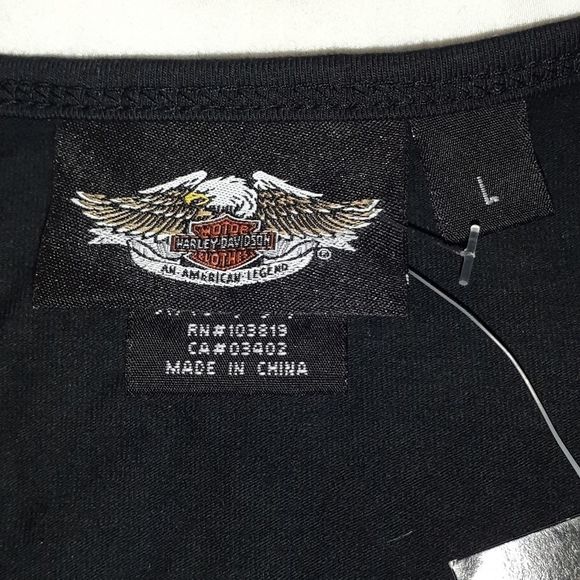 MOTOR
HARLEY-DAVIDSON
CLOTHES
AN AMERICAN LEGEND
®
L
RN#103819
CA#03402
MADE IN CHINA